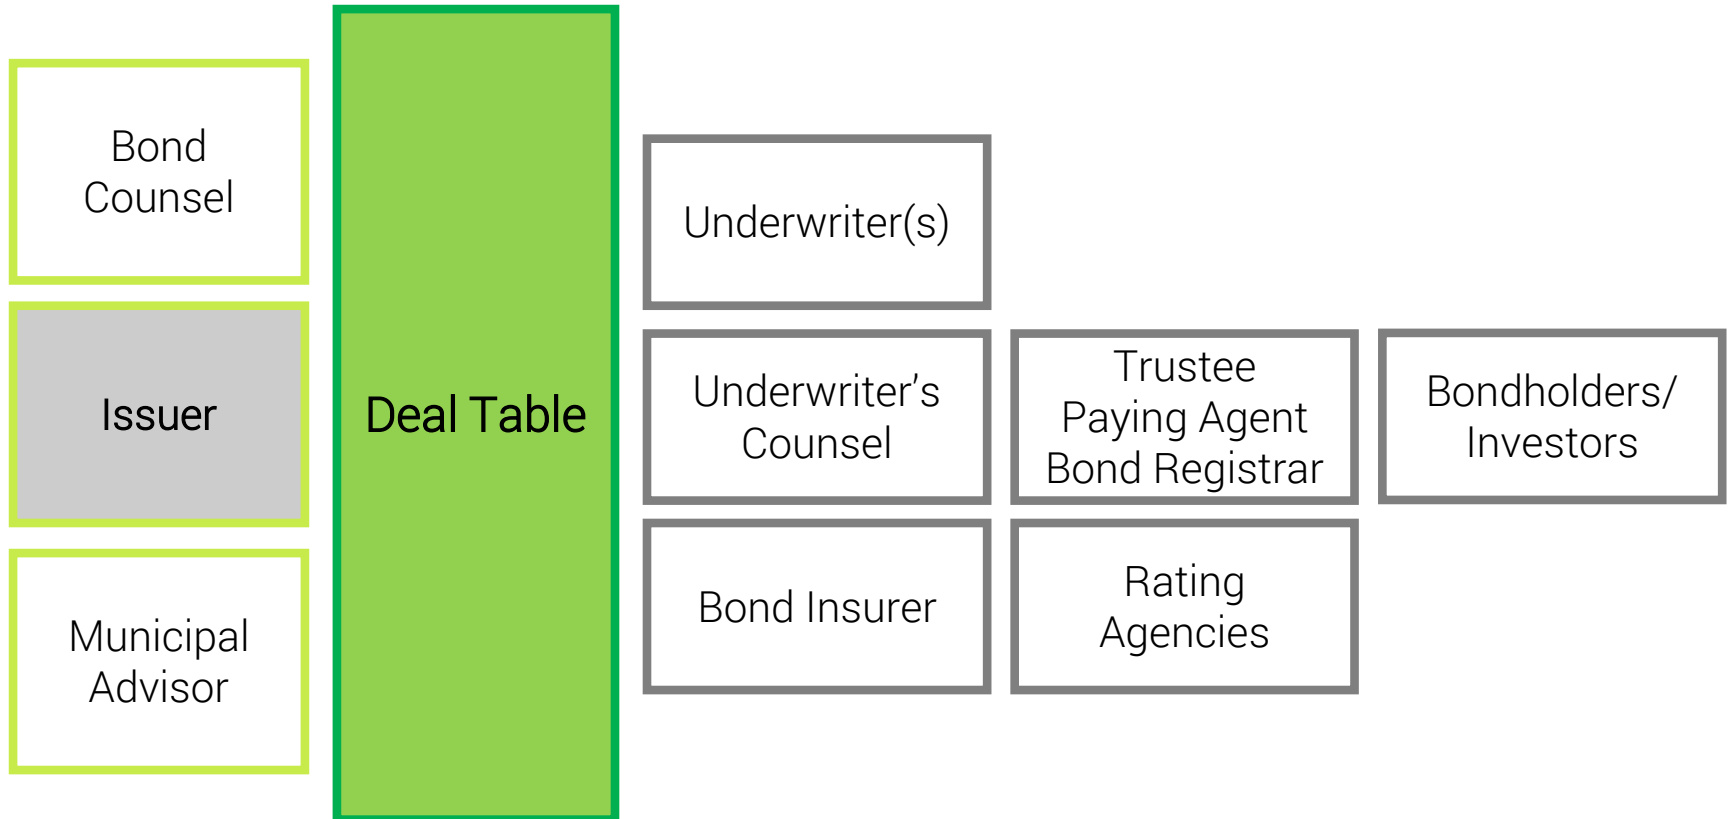 Bond
Counsel
Issuer
Municipal
Advisor
Deal Table
Underwriter(s)
Underwriter’s
Counsel
Bond Insurer
Trustee
Paying Agent
Bond Registrar
Rating
Agencies
Bondholders/
Investors